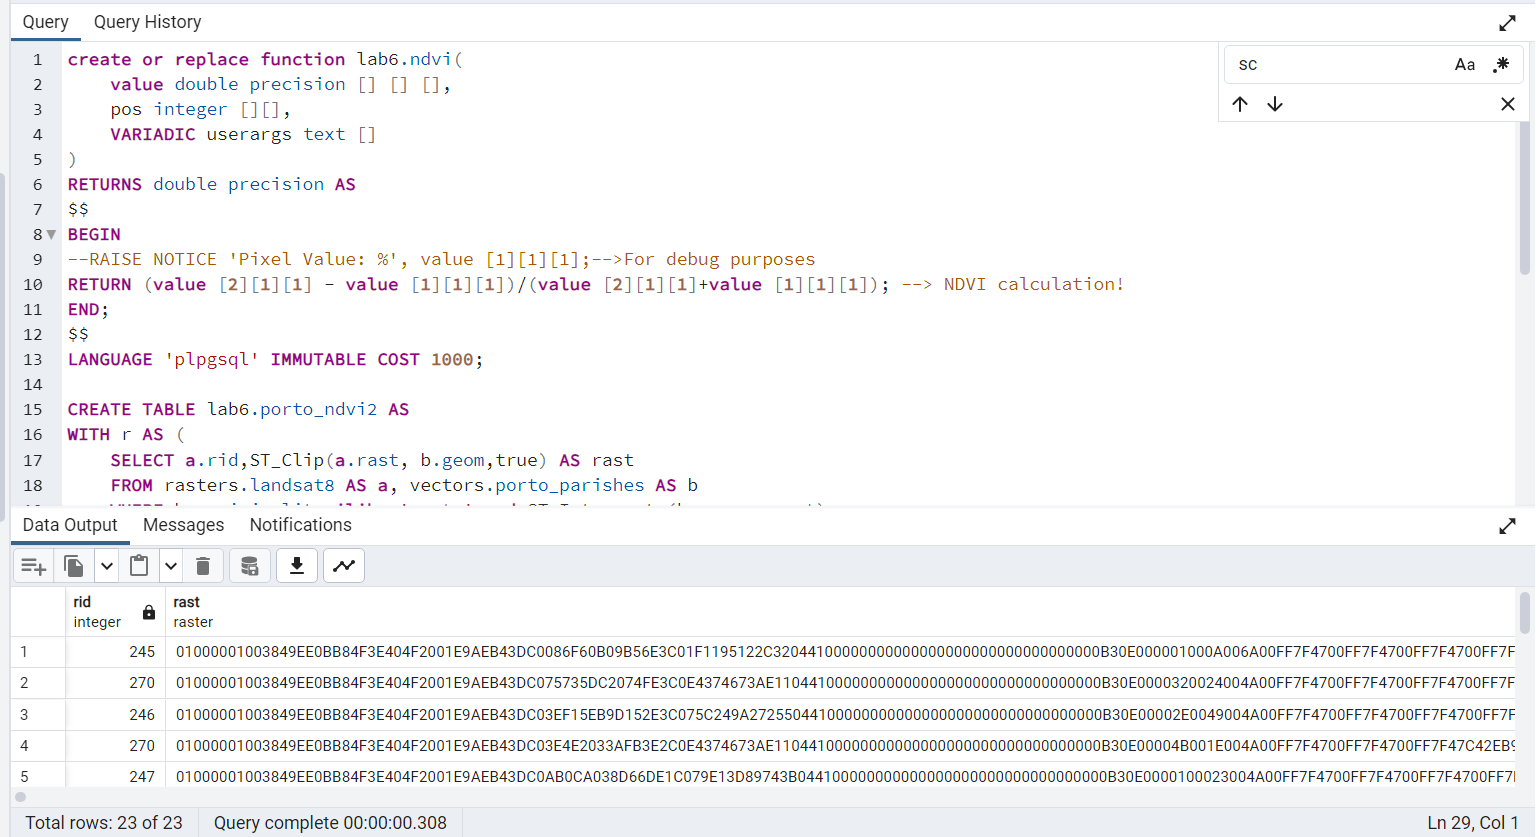 Query Query History
1 create or replace function lab6.ndvi(
2 value double precision [] [] [],
3 pos integer [][],
4 VARIADIC userargs text []
5 )
6 RETURNS double precision AS
7 $$
8 BEGIN
9 --RAISE NOTICE 'Pixel Value: %', value [1][1][1];-->For debug purposes
10 RETURN (value [2][1][1] - value [1][1][1])/(value [2][1][1]+value [1][1][1]); --> NDVI calculation!
11 END;
12 $$
13 LANGUAGE 'plpgsql' IMMUTABLE COST 1000;
14
15 CREATE TABLE lab6.porto_ndvi2 AS
16 WITH r AS (
17 SELECT a.rid,ST_Clip(a.rast, b.geom,true) AS rast
18 FROM rasters.landsat8 AS a, vectors.porto_parishes AS b
sc Aa .*
Data Output Messages Notifications
rid rast
integer raster
1 245 01000001003849EE0BB84F3E404F2001E9AEB43DC0086F60B09B56E3C01F1195122C32044100000000000000000000000000000000B30E000001000A006A00FF7F4700FF7F4700FF7F4700FF7F
2 270 01000001003849EE0BB84F3E404F2001E9AEB43DC075735DC2074FE3C0E4374673AE11044100000000000000000000000000000000B30E0000320024004A00FF7F4700FF7F4700FF7F4700FF7F
3 246 01000001003849EE0BB84F3E404F2001E9AEB43DC03EF15EB9D152E3C075C249A27255044100000000000000000000000000000000B30E00002E0049004A00FF7F4700FF7F4700FF7F4700FF7F
4 270 01000001003849EE0BB84F3E404F2001E9AEB43DC03E4E2033AFB3E2C0E4374673AE11044100000000000000000000000000000000B30E00004B001E004A00FF7F4700FF7F4700FF7F47C42EB9
5 247 01000001003849EE0BB84F3E404F2001E9AEB43DC0AB0CA038D66DE1C079E13D89743B044100000000000000000000000000000000B30E0000100023004A00FF7F4700FF7F4700FF7F4700FF7
Total rows: 23 of 23 Query complete 00:00:00.308 Ln 29, Col 1